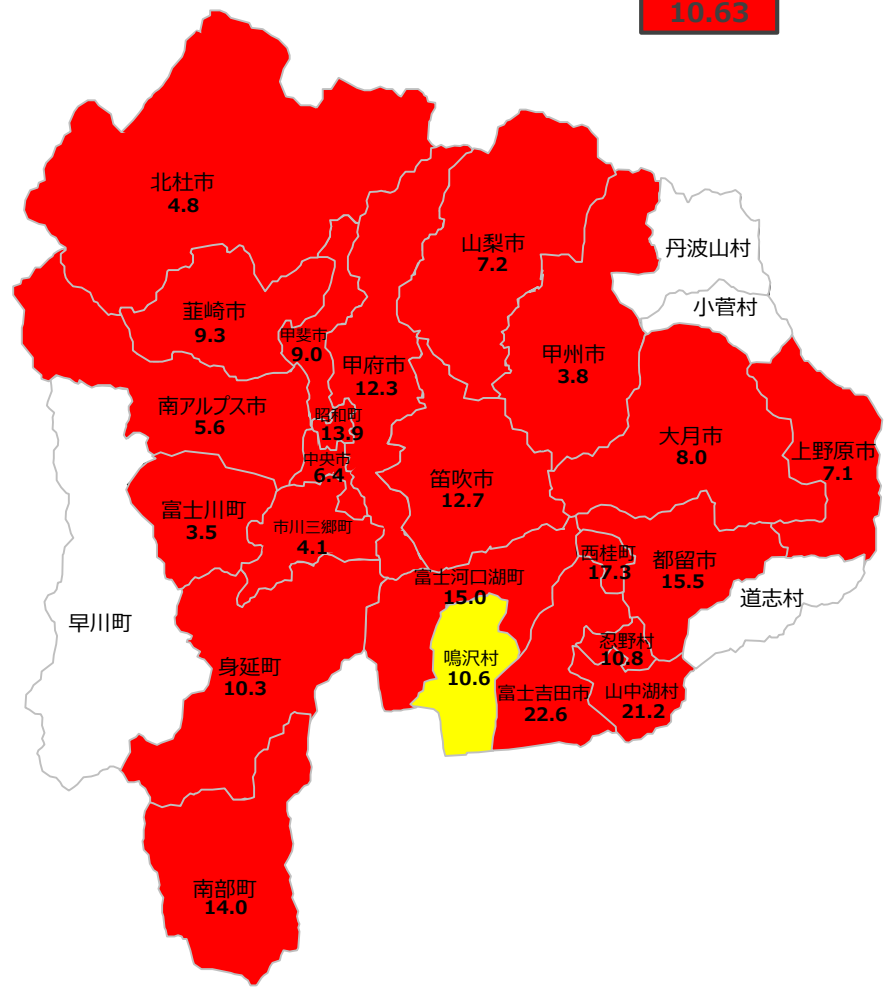 10.63
北杜市
4.8
山梨市
7.2
丹波山村
小菅村
韮崎市
9.3
甲斐市
9.0
甲府市
12.3
甲州市
3.8
南アルプス市
5.6
昭和町
13.9
中央市
6.4
笛吹市
12.7
大月市
8.0
上野原市
7.1
富士川町
3.5
市川三郷町
4.1
西桂町
17.3
都留市
15.5
富士河口湖町
15.0
道志村
早川町
身延町
10.3
鳴沢村
10.6
忍野村
10.8
富士吉田市
22.6
山中湖村
21.2
南部町
14.0